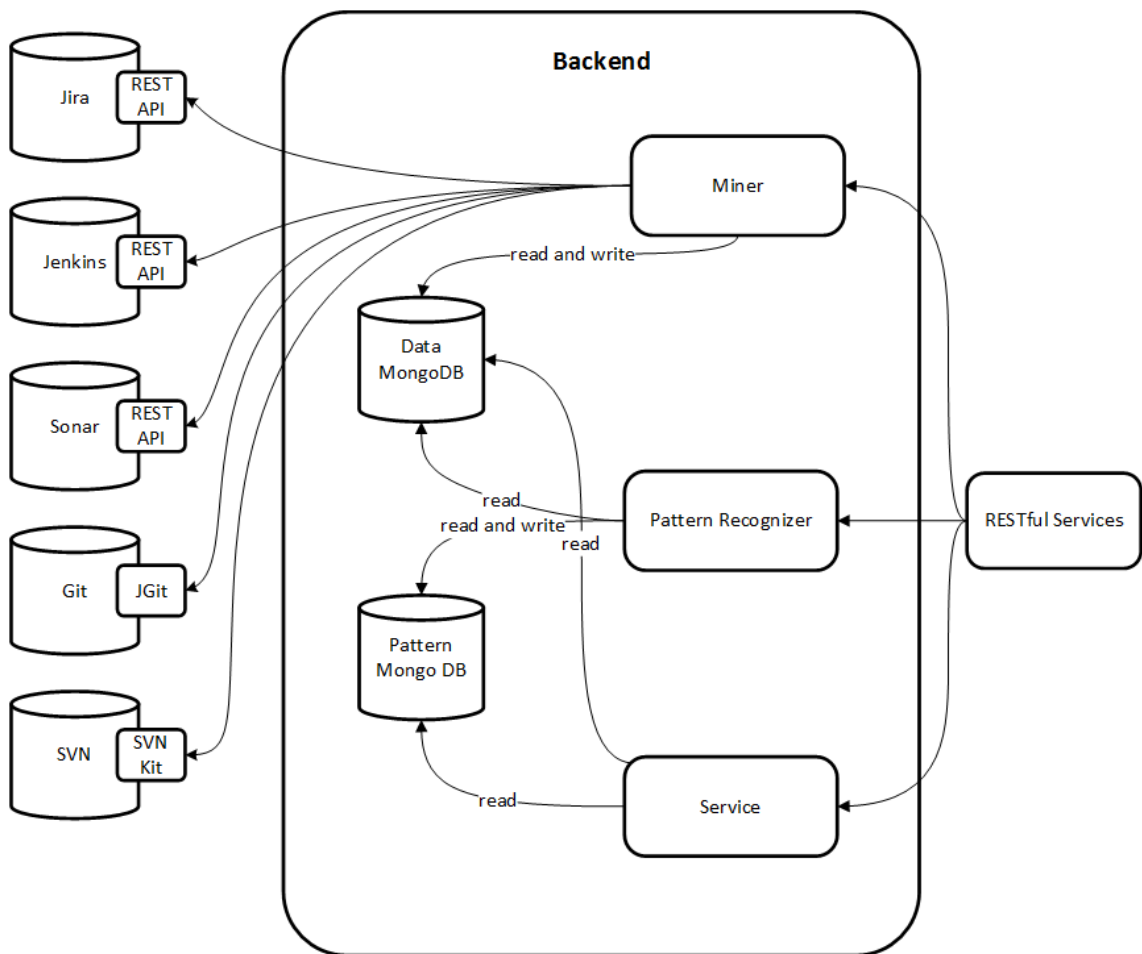 Backend
Jira
REST
API
Miner
Jenkins
REST
API
read and write
Data
MongoDB
Sonar
REST
API
read
read and write
read
Pattern Recognizer
RESTful Services
Git
JGit
Pattern
Mongo DB
SVN
SVN
Kit
read
Service